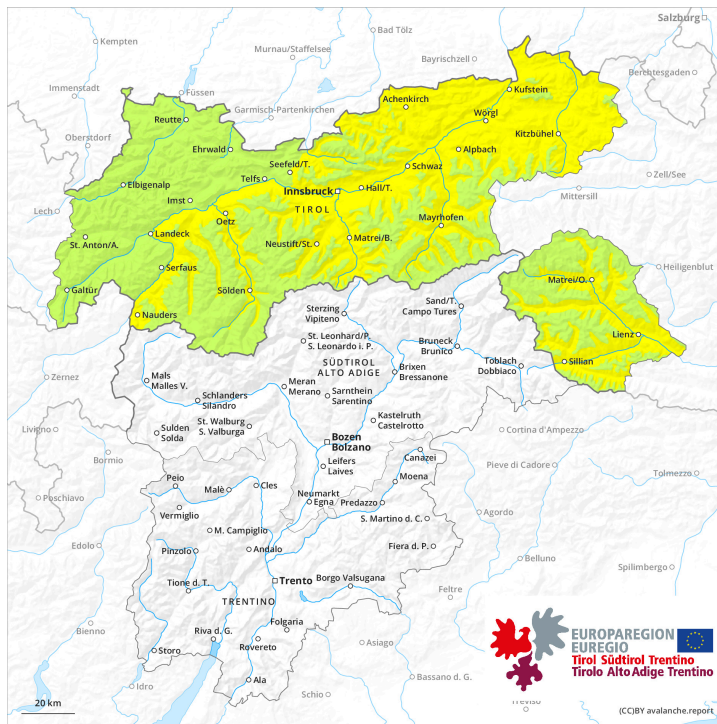 Salzburg
Kempten
Bad Tölz
Murnau/Staffelsee
Bayrischzell
Berchtesgaden
Immenstadt
Füssen
Kufstein
Achenkirch
Garmisch-Partenkirchen
Reutte
Wörgl
Oberstdorf
Kitzbühel
Ehrwald
Alpbach
Seefeld/T.
Schwaz
Telfs
Zell/See
Elbigenalp
Innsbruck
Hall/T.
Mittersill
Imst
Lech
TIROL
Oetz
Mayrhofen
Landeck
Matrei/B.
St. Anton/A.
Neustift/St.
Serfaus
Heiligenblut
Matrei/O.
Galtür
Sölden
Sand/T.
Campo Tures
Nauders
Sterzing
Vipiteno
Lienz
St. Leonhard/P.
S. Leonardo i. P.
Bruneck
Brunico
SÜDTIROL
ALTO ADIGE
Toblach
Dobbiaco
Sillian
Brixen
Bressanone
Zernez
Mals
Malles V.
Meran
Merano
Sarnthein
Sarentino
Schlanders
Silandro
Kastelruth
Castelrotto
St. Walburg
S. Valburga
Livigno
Sulden
Solda
Cortina d'Ampezzo
Bozen
Bolzano
Bormio
Canazei
Pieve di Cadore
Leifers
Laives
Tolmezzo
Peio
Moena
Malè
Cles
Poschiavo
Neumarkt
Egna
Predazzo
Vermiglio
Agordo
S. Martino d. C.
M. Campiglio
Edolo
Pinzolo
Andalo
Fiera d. P.
Belluno
Spilimbergo
Tione d. T.
Trento
Borgo Valsugana
Feltre
TRENTINO
Folgaria
Bienno
Riva d. G.
Rovereto
Asiago
Storo
Ala
Bassano d. G.
Idro
Schio
Treviso
EUROPAREGION
EUREGIO
Tirol Südtirol Trentino
Tirolo Alto Adige Trentino
20 km
(CC)BY avalanche.report